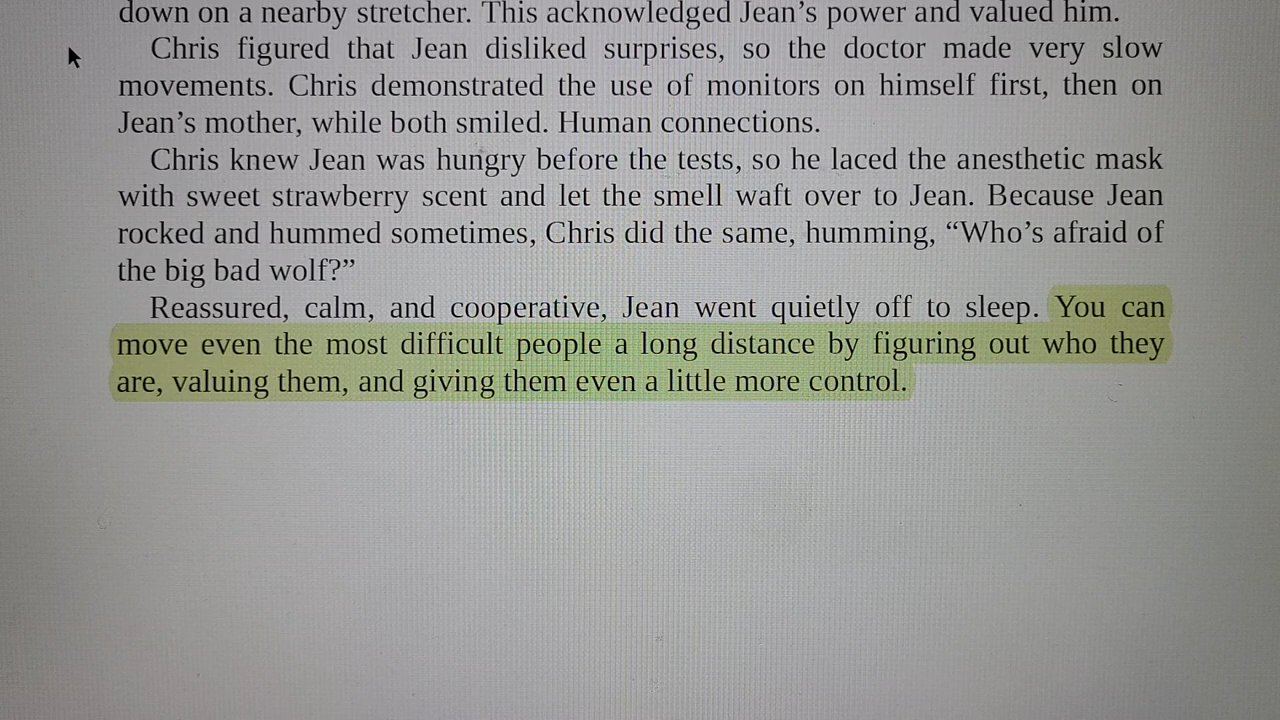 down on a nearby stretcher. This acknowledged Jean’s power and valued him.
Chris figured that Jean disliked surprises, so the doctor made very slow
movements. Chris demonstrated the use of monitors on himself first, then on
Jean’s mother, while both smiled. Human connections.
Chris knew Jean was hungry before the tests, so he laced the anesthetic mask
with sweet strawberry scent and let the smell waft over to Jean. Because Jean
rocked and hummed sometimes, Chris did the same, humming, “Who’s afraid of
the big bad wolf?”
Reassured, calm, and cooperative, Jean went quietly off to sleep. You can
move even the most difficult people a long distance by figuring out who they
are, valuing them, and giving them even a little more control.